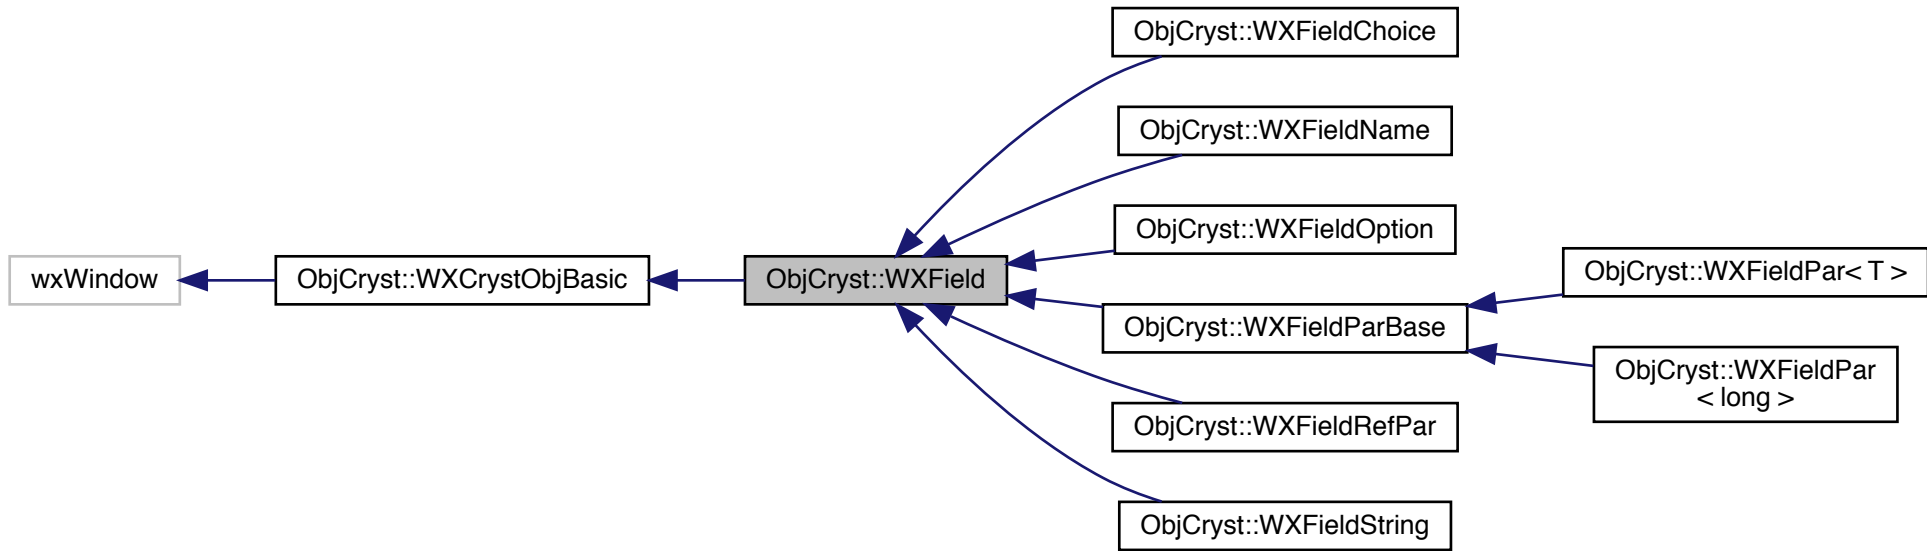 ObjCryst::WXFieldChoice
ObjCryst::WXFieldName
ObjCryst::WXFieldOption
wxWindow
ObjCryst::WXCrystObjBasic
ObjCryst::WXField
ObjCryst::WXFieldPar< T >
ObjCryst::WXFieldParBase
ObjCryst::WXFieldPar
< long >
ObjCryst::WXFieldRefPar
ObjCryst::WXFieldString